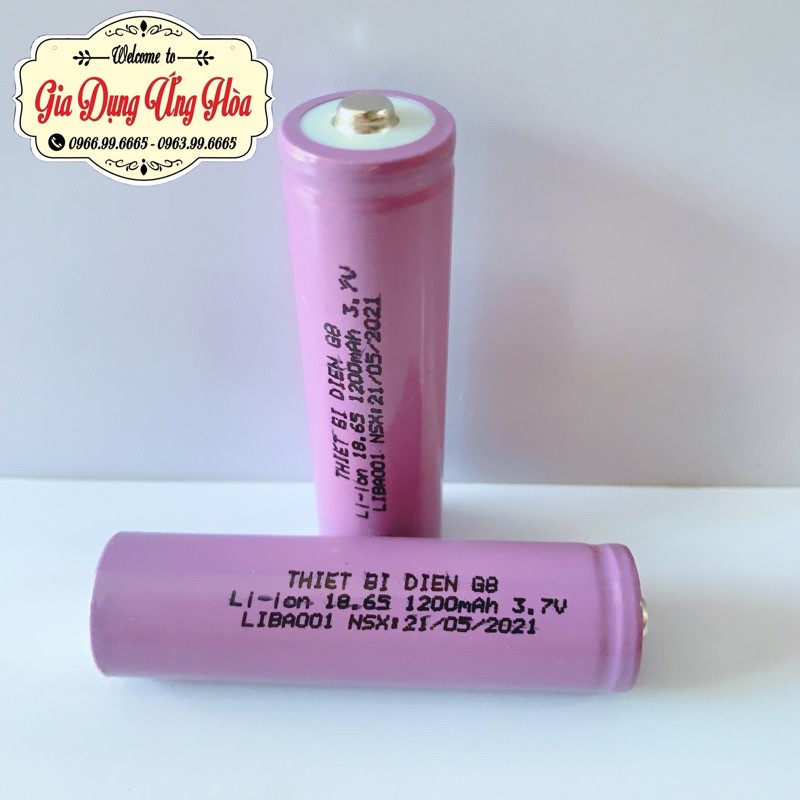 Welcome to
Gia Dụng Ứng Hòa
0966.99.6665 - 0963.99.6665
THIET BI DIEN G8
Li-ion 18.65 1200mAh 3.7V
LIBA001 NSX:21/05/2021
THIET BI DIEN G8
Li-ion 18.65 1200mAh 3.7V
LIBA001 NSX:21/05/2021